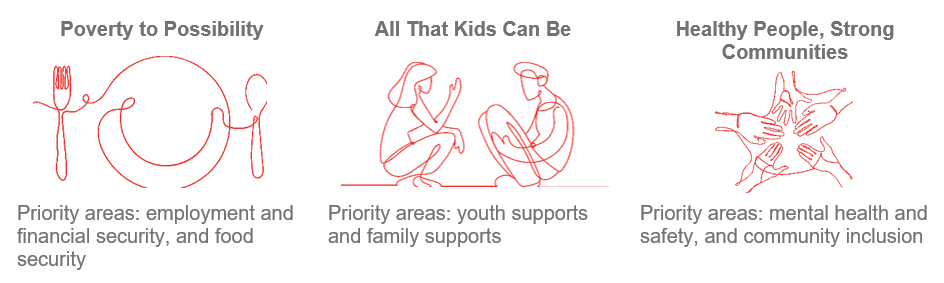 Poverty to Possibility
All That Kids Can Be
Healthy People, Strong
Communities
Priority areas: employment and
financial security, and food
security
Priority areas: youth supports
and family supports
Priority areas: mental health and
safety, and community inclusion